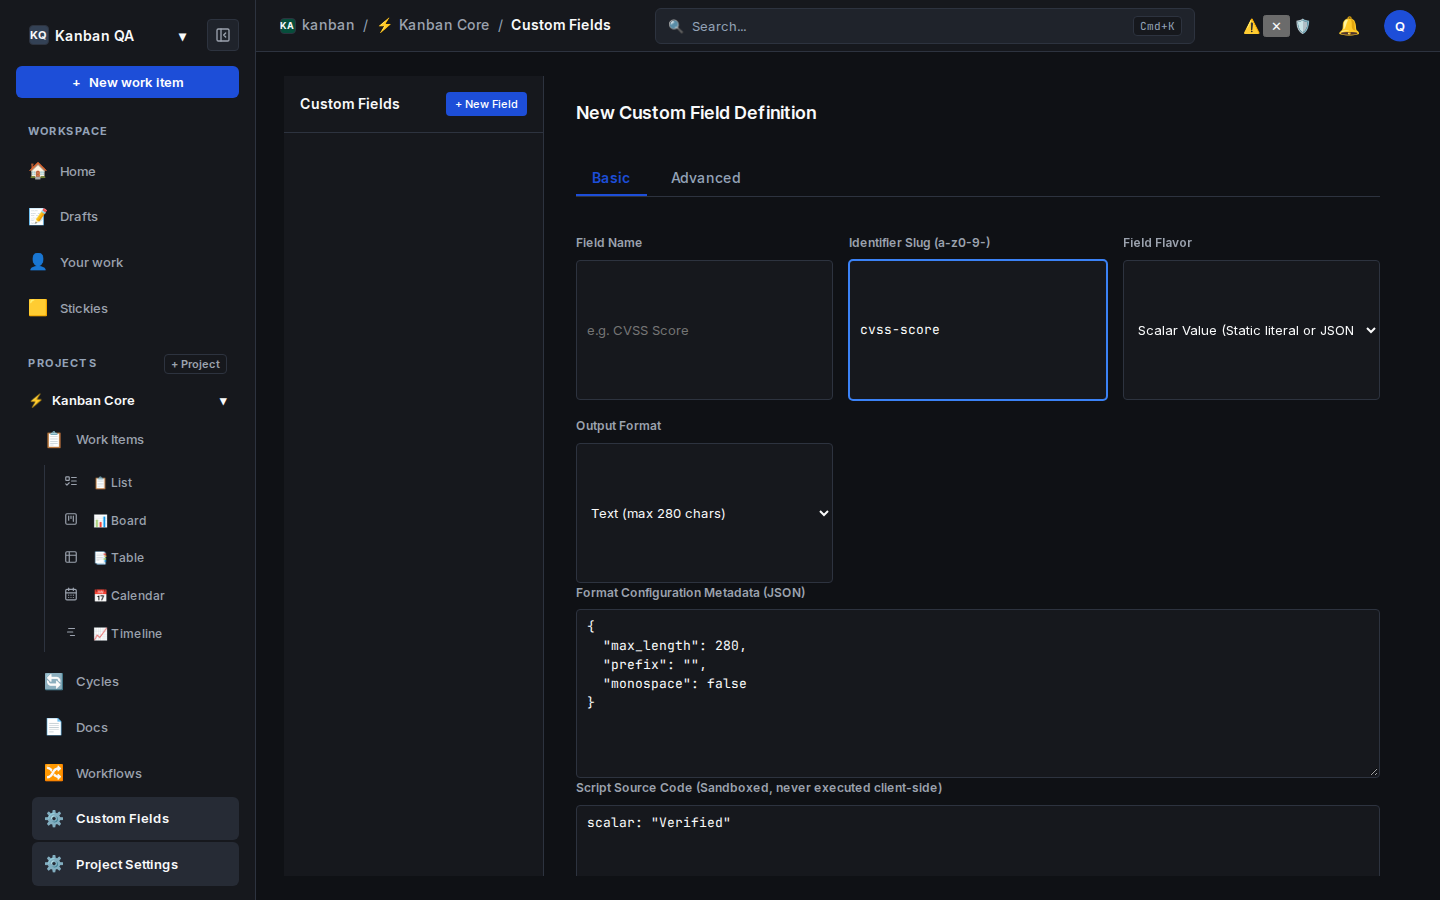 KQ Kanban QA ▾
+ New work item
WORKSPACE
Home
Drafts
Your work
Stickies
PROJECTS
+ Project
Kanban Core ▾
Work Items
List
Board
Table
Calendar
Timeline
Cycles
Docs
Workflows
Custom Fields
Project Settings
KA kanban / Kanban Core / Custom Fields
Search...
Cmd+K
Q
Custom Fields
+ New Field
New Custom Field Definition
Basic
Advanced
Field Name
Identifier Slug (a-z0-9-)
Field Flavor
e.g. CVSS Score
cvss-score
Scalar Value (Static literal or JSON
Output Format
Text (max 280 chars)
Format Configuration Metadata (JSON)
{
"max_length": 280,
"prefix": "",
"monospace": false
}
Script Source Code (Sandboxed, never executed client-side)
scalar: "Verified"